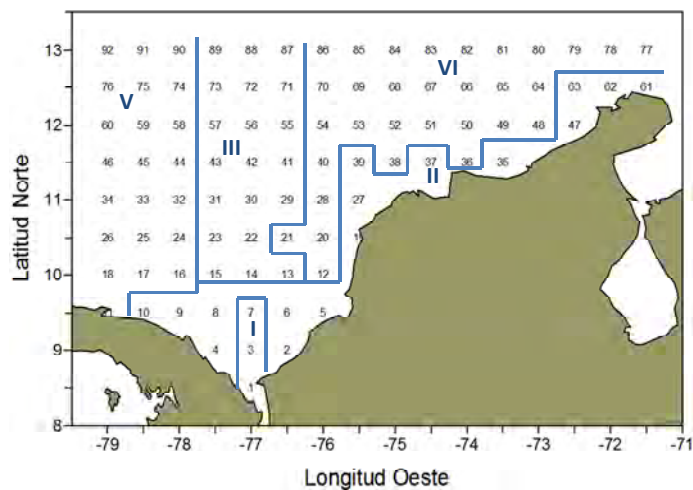 13 92 91 90 89 88 87 86 85 84 83 82 81 80 79 78 77
VI
76 75 74 73 72 71 70 69 68 67 66 65 64 63 62 61
V
12 60 59 58 57 56 55 54 53 52 51 50 49 48 47
III
46 45 44 43 42 41 40 39 38 37 36 35
II
11 34 33 32 31 30 29 28 27
26 25 24 23 22 21 20 1
10 18 17 16 15 14 13 12
10 9 8 7 6 5
I
9 4 3 2
1
8
Latitud Norte
-79 -78 -77 -76 -75 -74 -73 -72 -71
Longitud Oeste